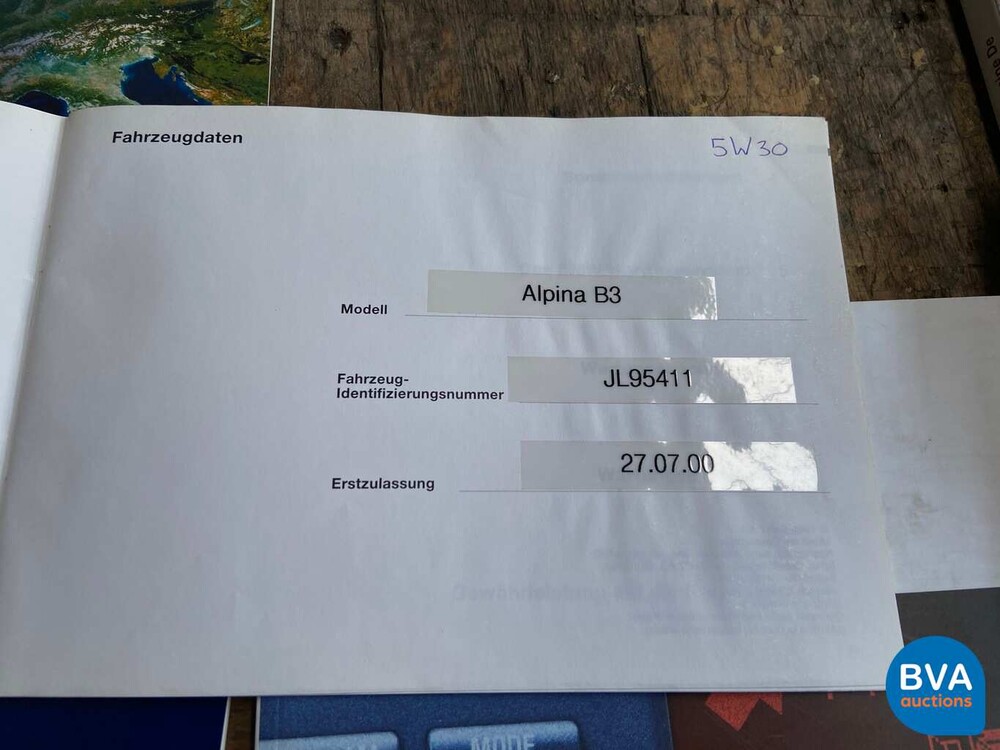 Fahrzeugdaten
5W30
Modell
Alpina B3
Fahrzeug-
Identifizierungsnummer
JL95411
Erstzulassung
27.07.00
MODE
BVA
auctions